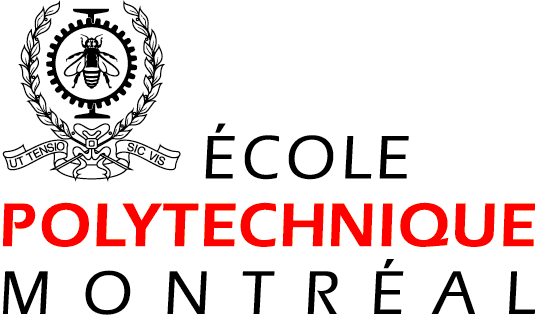 UT TENSIO SIC VIS
ÉCOLE
POLYTECHNIQUE
MONTRÉAL